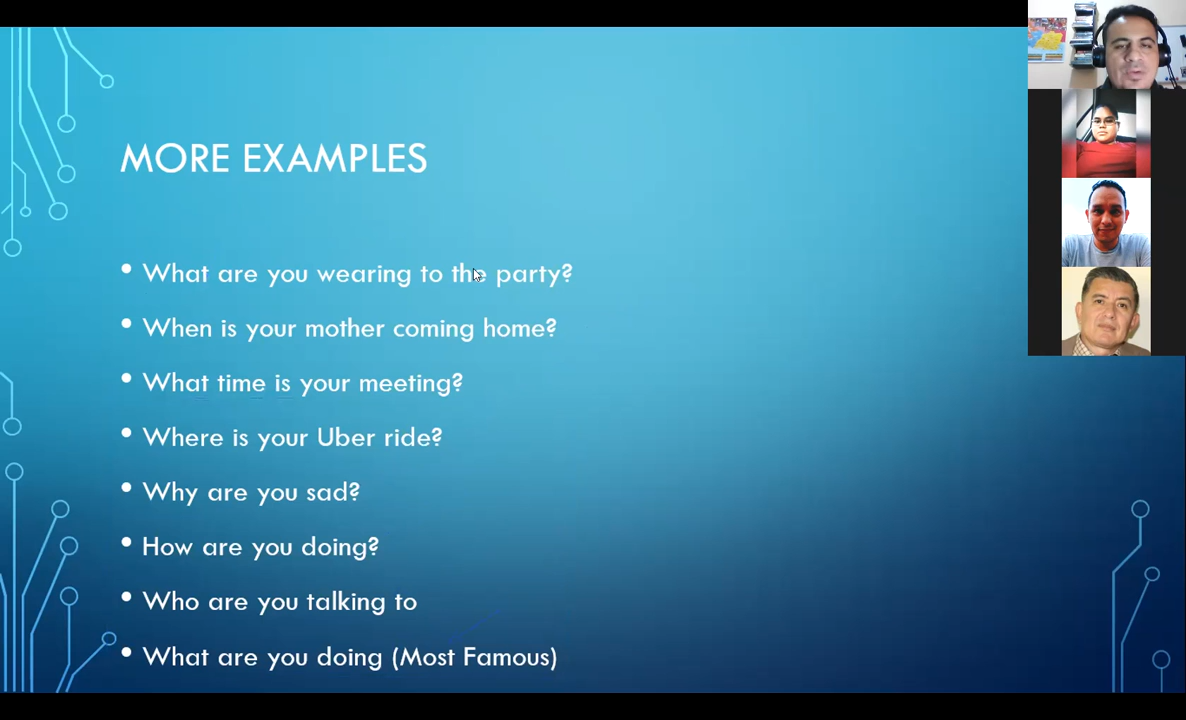 MORE EXAMPLES
• What are you wearing to the party?
• When is your mother coming home?
• What time is your meeting?
• Where is your Uber ride?
• Why are you sad?
• How are you doing?
• Who are you talking to
• What are you doing (Most Famous)